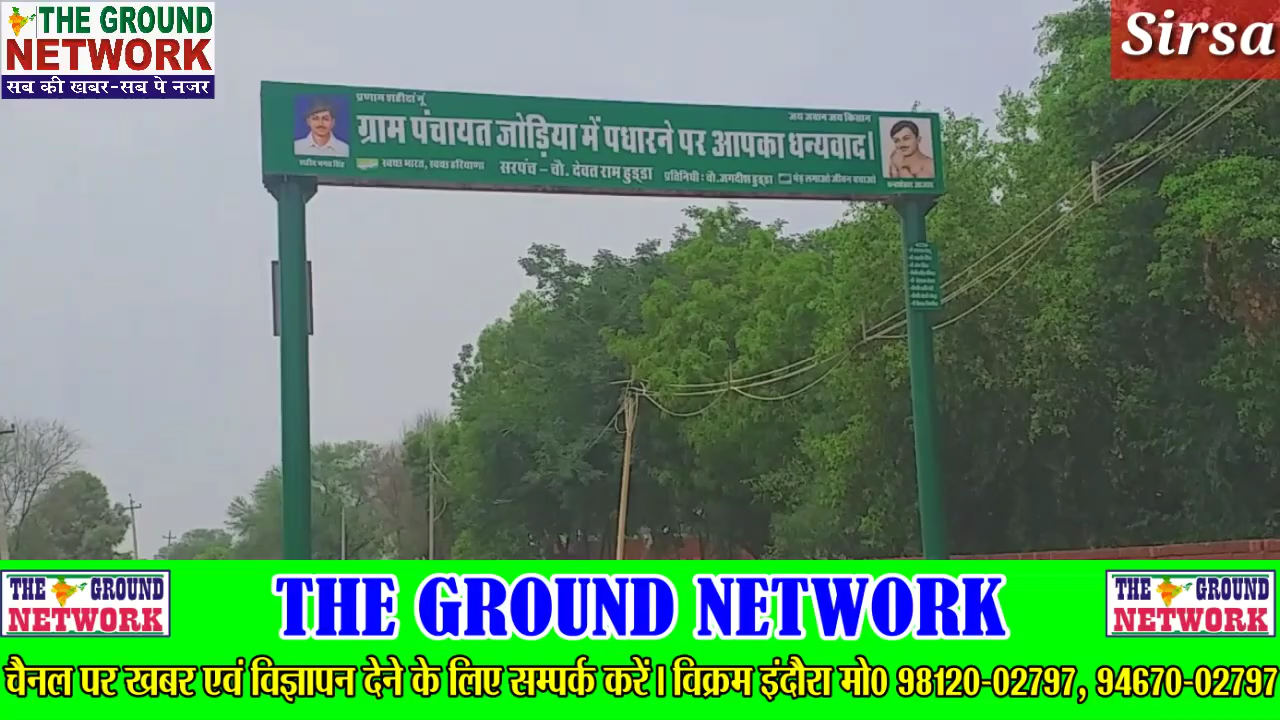 THE GROUND
NETWORK
सब की खबर-सब पे नजर
Sirsa
प्रणाम शहीदां नूं
जय जवान जय किसान
ग्राम पंचायत जोड़िया में पधारने पर आपका धन्यवाद।
शहीद भगत सिंह
स्वच्छ भारत, स्वच्छ हरियाणा
सरपंच – चौ. देवत राम हुड्डा
प्रतिनिधी : चौ. जगदीश हुड्डा
पेड़ लगाओ जीवन बचाओ
THE GROUND
NETWORK
THE GROUND NETWORK
THE GROUND
NETWORK
चैनल पर खबर एवं विज्ञापन देने के लिए सम्पर्क करें। विक्रम इंदौरा मो0 98120-02797, 94670-02797